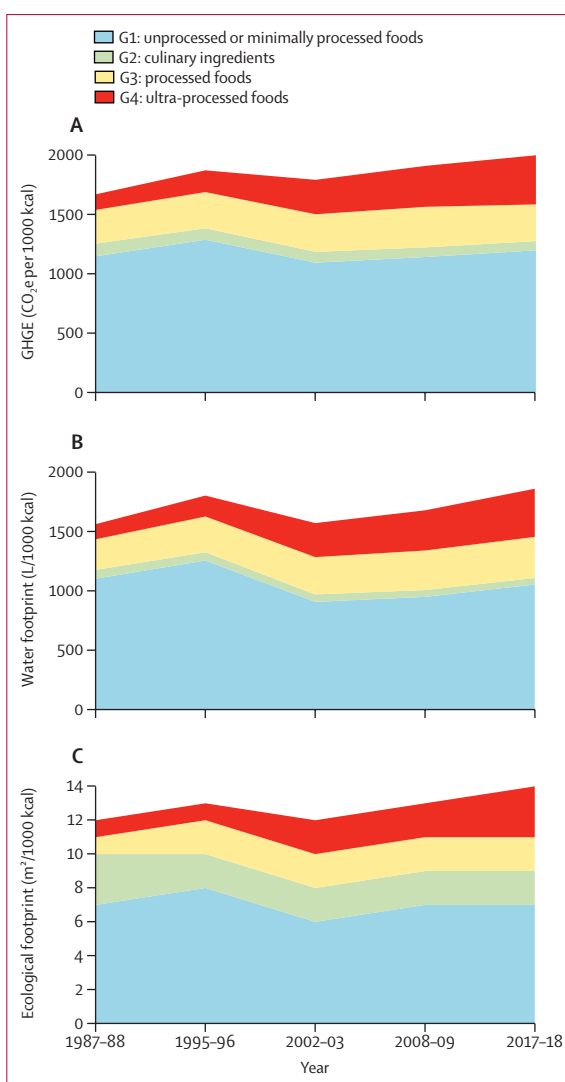 G1: unprocessed or minimally processed foods
G2: culinary ingredients
G3: processed foods
G4: ultra-processed foods
A
2000
1500
1000
500
0
GHGE (CO₂e per 1000 kcal)
B
2000
1500
1000
500
0
Water footprint (L/1000 kcal)
C
14
12
10
8
6
4
2
0
Ecological footprint (m²/1000 kcal)
1987–88
1995–96
2002–03
2008–09
2017–18
Year